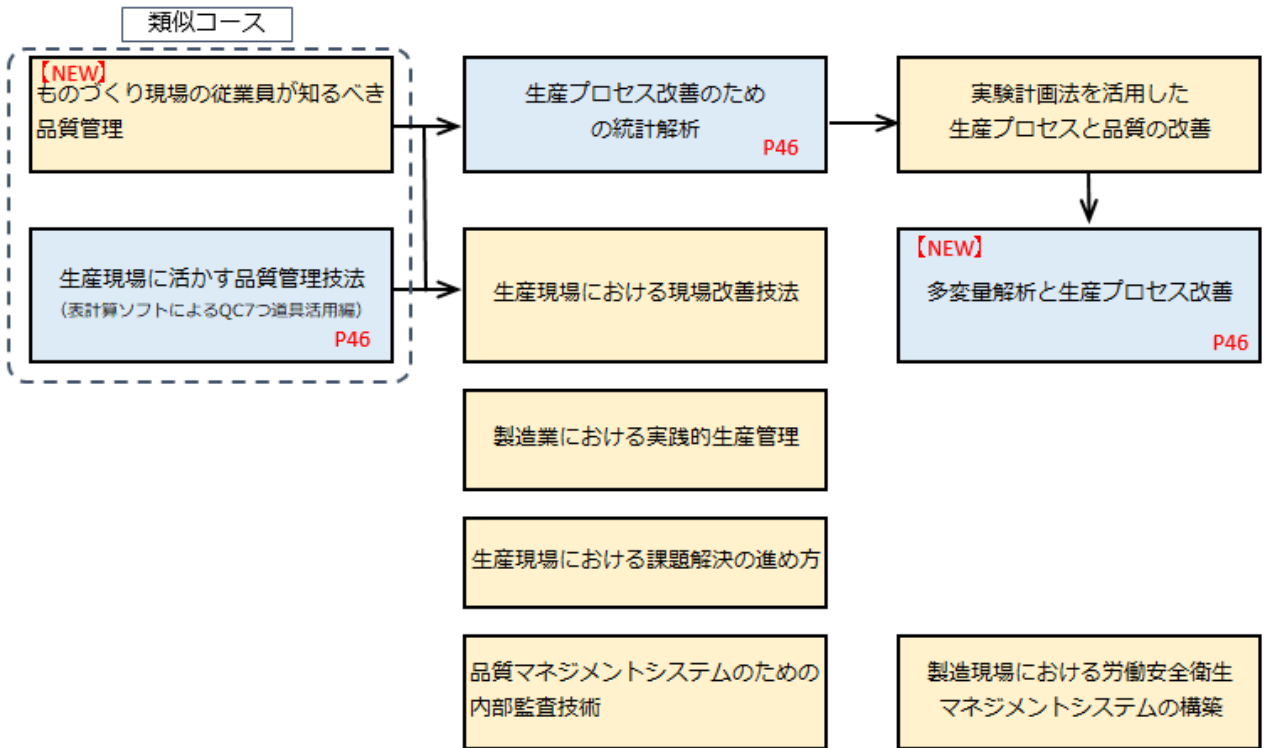 類似コース
【NEW】
ものづくり現場の従業員が知るべき
品質管理
生産プロセス改善のため
の統計解析
P46
実験計画法を活用した
生産プロセスと品質の改善
生産現場に活かす品質管理技法
(表計算ソフトによるQC7つ道具活用編)
P46
生産現場における現場改善技法
【NEW】
多変量解析と生産プロセス改善
P46
製造業における実践的生産管理
生産現場における課題解決の進め方
品質マネジメントシステムのための
内部監査技術
製造現場における労働安全衛生
マネジメントシステムの構築